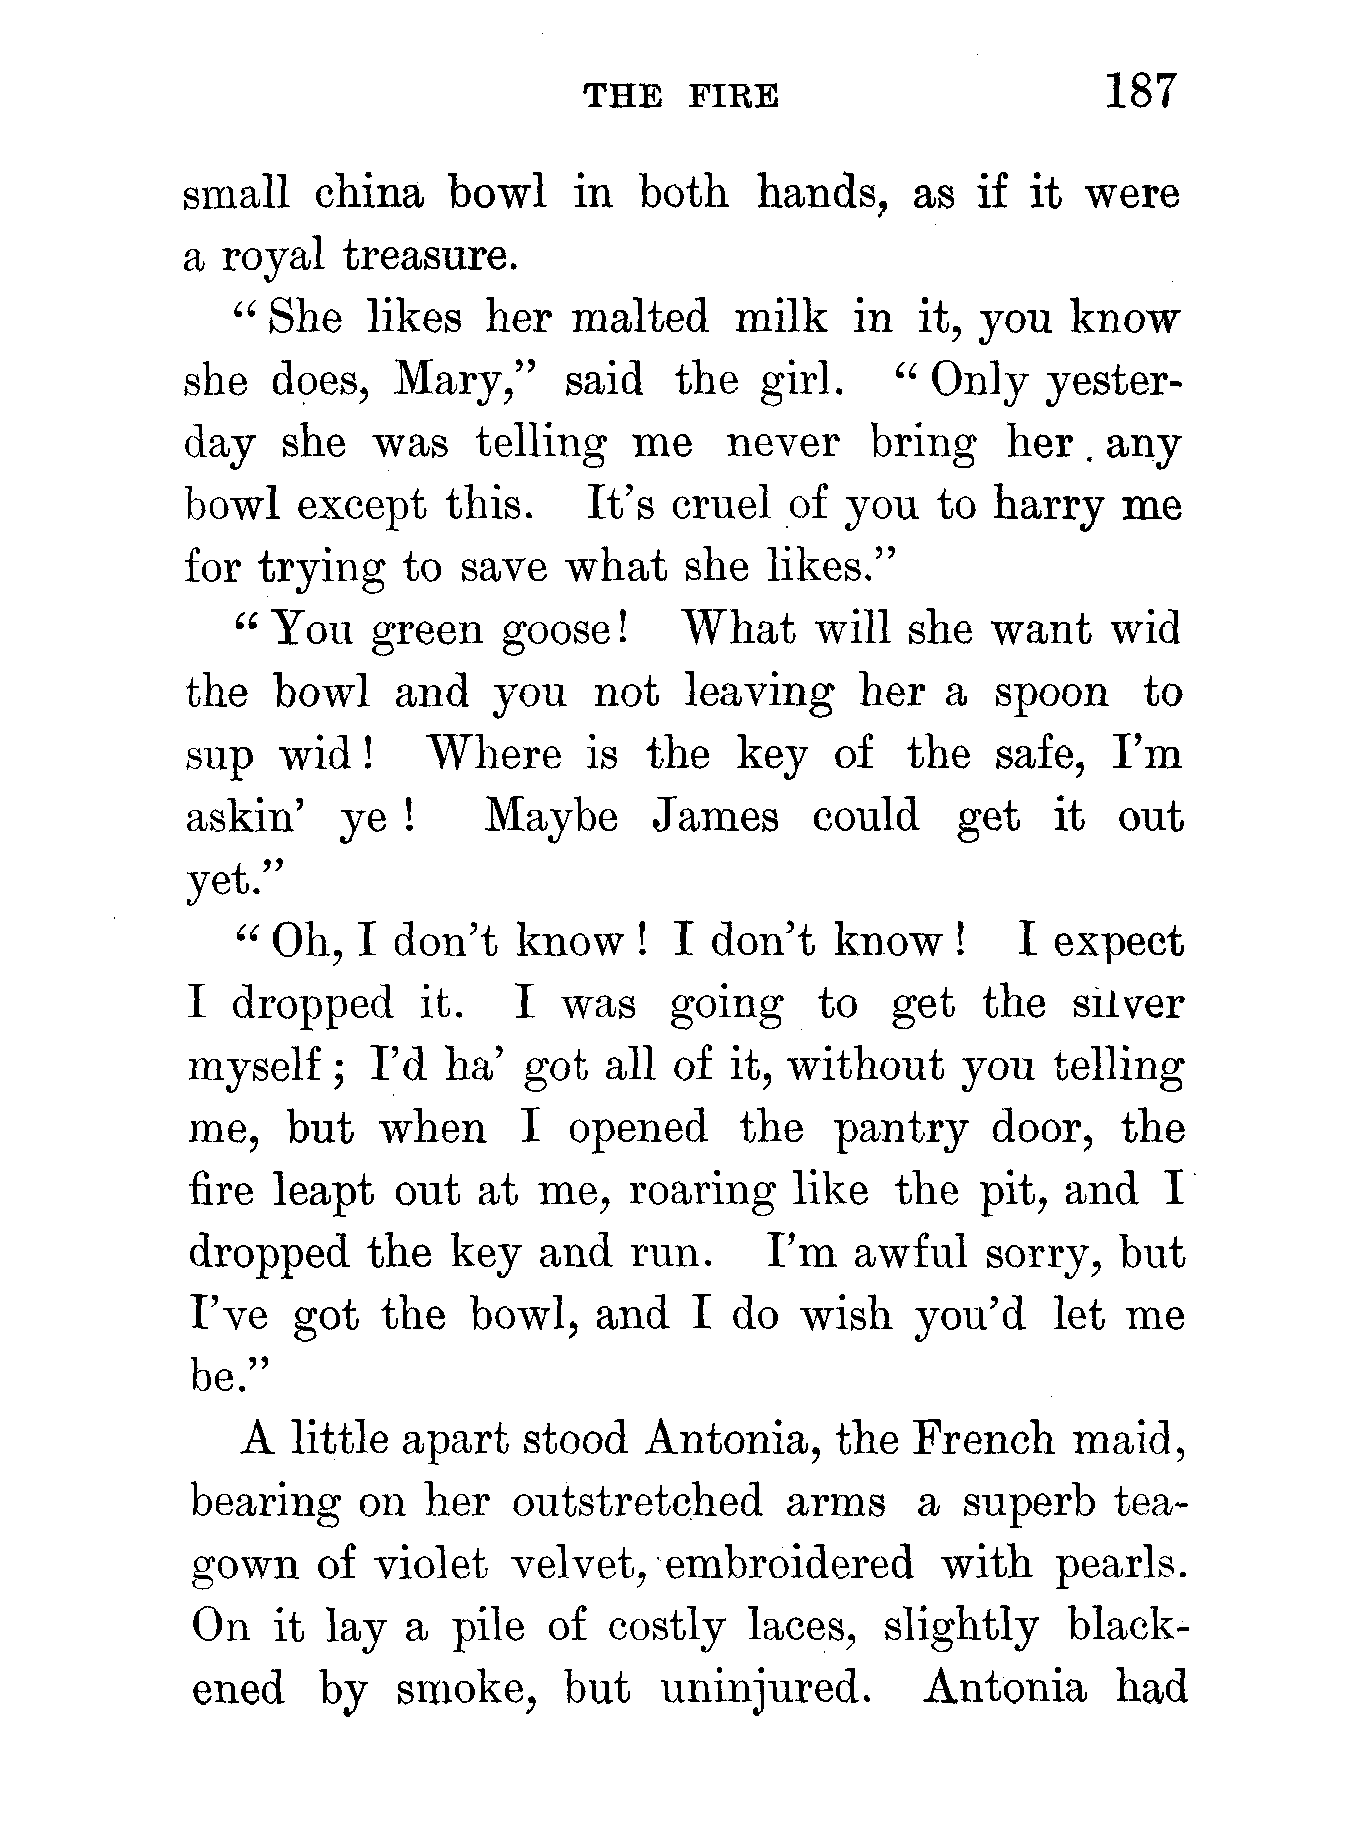 THE FIRE 187
small china bowl in both hands, as if it were
a royal treasure.
“ She likes her malted milk in it, you know
she does, Mary,” said the girl. “ Only yester-
day she was telling me never bring her any
bowl except this. It’s cruel of you to harry me
for trying to save what she likes.”
“ You green goose! What will she want wid
the bowl and you not leaving her a spoon to
sup wid ! Where is the key of the safe, I’m
askin’ ye ! Maybe James could get it out
yet.”
“ Oh, I don’t know ! I don’t know ! I expect
I dropped it. I was going to get the silver
myself ; I’d ha’ got all of it, without you telling
me, but when I opened the pantry door, the
fire leapt out at me, roaring like the pit, and I
dropped the key and run. I’m awful sorry, but
I’ve got the bowl, and I do wish you’d let me
be.”
A little apart stood Antonia, the French maid,
bearing on her outstretched arms a superb tea-
gown of violet velvet, embroidered with pearls.
On it lay a pile of costly laces, slightly black-
ened by smoke, but uninjured. Antonia had